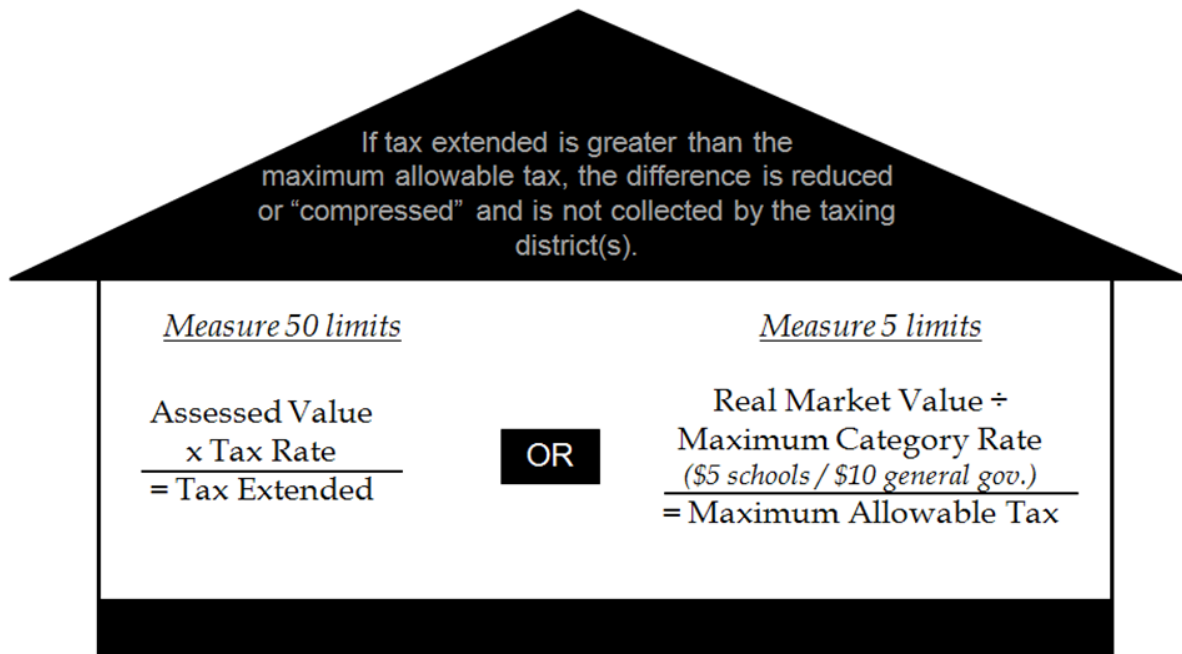 If tax extended is greater than the
maximum allowable tax, the difference is reduced
or “compressed” and is not collected by the taxing
district(s).
Measure 50 limits
Assessed Value
x Tax Rate
= Tax Extended
OR
Measure 5 limits
Real Market Value ÷
Maximum Category Rate
($5 schools / $10 general gov.)
= Maximum Allowable Tax